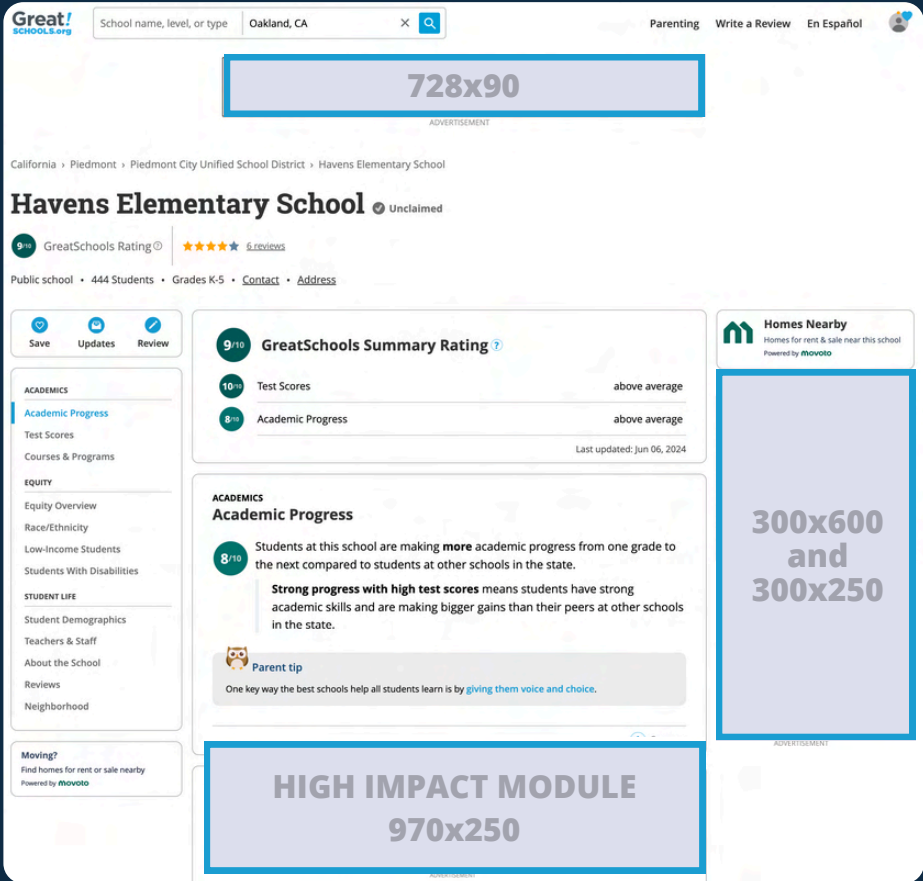 Great!
SCHOOLS.org
School name, level, or type
Oakland, CA
Parenting
Write a Review
En Español
728x90
ADVERTISEMENT
California › Piedmont › Piedmont City Unified School District › Havens Elementary School
Havens Elementary School Unclaimed
9/10 GreatSchools Rating
6 reviews
Public school • 444 Students • Grades K-5 • Contact • Address
Save
Updates
Review
ACADEMICS
Academic Progress
Test Scores
Courses & Programs
EQUITY
Equity Overview
Race/Ethnicity
Low-Income Students
Students With Disabilities
STUDENT LIFE
Student Demographics
Teachers & Staff
About the School
Reviews
Neighborhood
Moving?
Find homes for rent or sale nearby
Powered by movoto
9/10 GreatSchools Summary Rating ?
10/10 Test Scores above average
8/10 Academic Progress above average
Last updated: Jun 06, 2024
ACADEMICS
Academic Progress
8/10
Students at this school are making more academic progress from one grade to
the next compared to students at other schools in the state.
Strong progress with high test scores means students have strong
academic skills and are making bigger gains than their peers at other schools
in the state.
Parent tip
One key way the best schools help all students learn is by giving them voice and choice.
HIGH IMPACT MODULE
970x250
ADVERTISEMENT
Homes Nearby
Homes for rent & sale near this school
Powered by movoto
300x600
and
300x250
ADVERTISEMENT